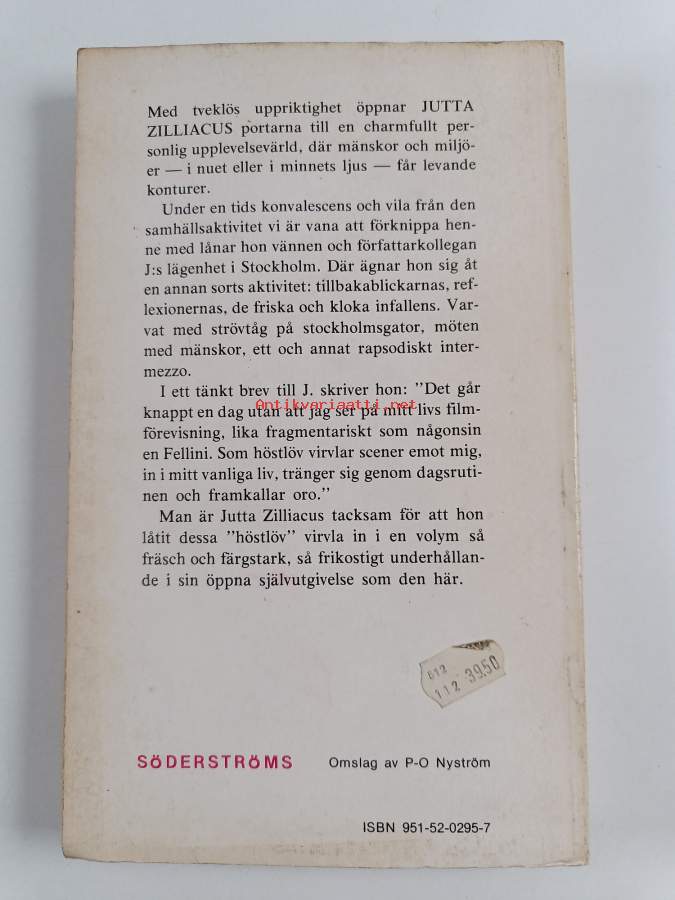 Med tveklös uppriktighet öppnar JUTTA
ZILLIACUS portarna till en charmfullt per-
sonlig upplevelsevärld, där mänskor och miljö-
er — i nuet eller i minnets ljus — får levande
konturer.
Under en tids konvalescens och vila från den
samhällsaktivitet vi är vana att förknippa hen-
ne med lånar hon vännen och författarkollegan
J:s lägenhet i Stockholm. Där ägnar hon sig åt
en annan sorts aktivitet: tillbakablickarnas, ref-
lexionernas, de friska och kloka infallens. Var-
vat med strövtåg på stockholmsgator, möten
med mänskor, ett och annat rapsodiskt inter-
mezzo.
I ett tänkt brev till J. skriver hon: "Det går
Antikvariaatti.net
knappt en dag utan att jag ser på mitt livs film-
förevisning, lika fragmentariskt som någonsin
en Fellini. Som höstlöv virvlar scener emot mig,
in i mitt vanliga liv, tränger sig genom dagsruti-
nen och framkallar oro."
Man är Jutta Zilliacus tacksam för att hon
låtit dessa "höstlöv" virvla in i en volym så
fräsch och färgstark, så frikostigt underhållan-
de i sin öppna självutgivelse som den här.
612
112 39.50
SÖDERSTRÖMS Omslag av P-O Nyström
ISBN 951-52-0295-7